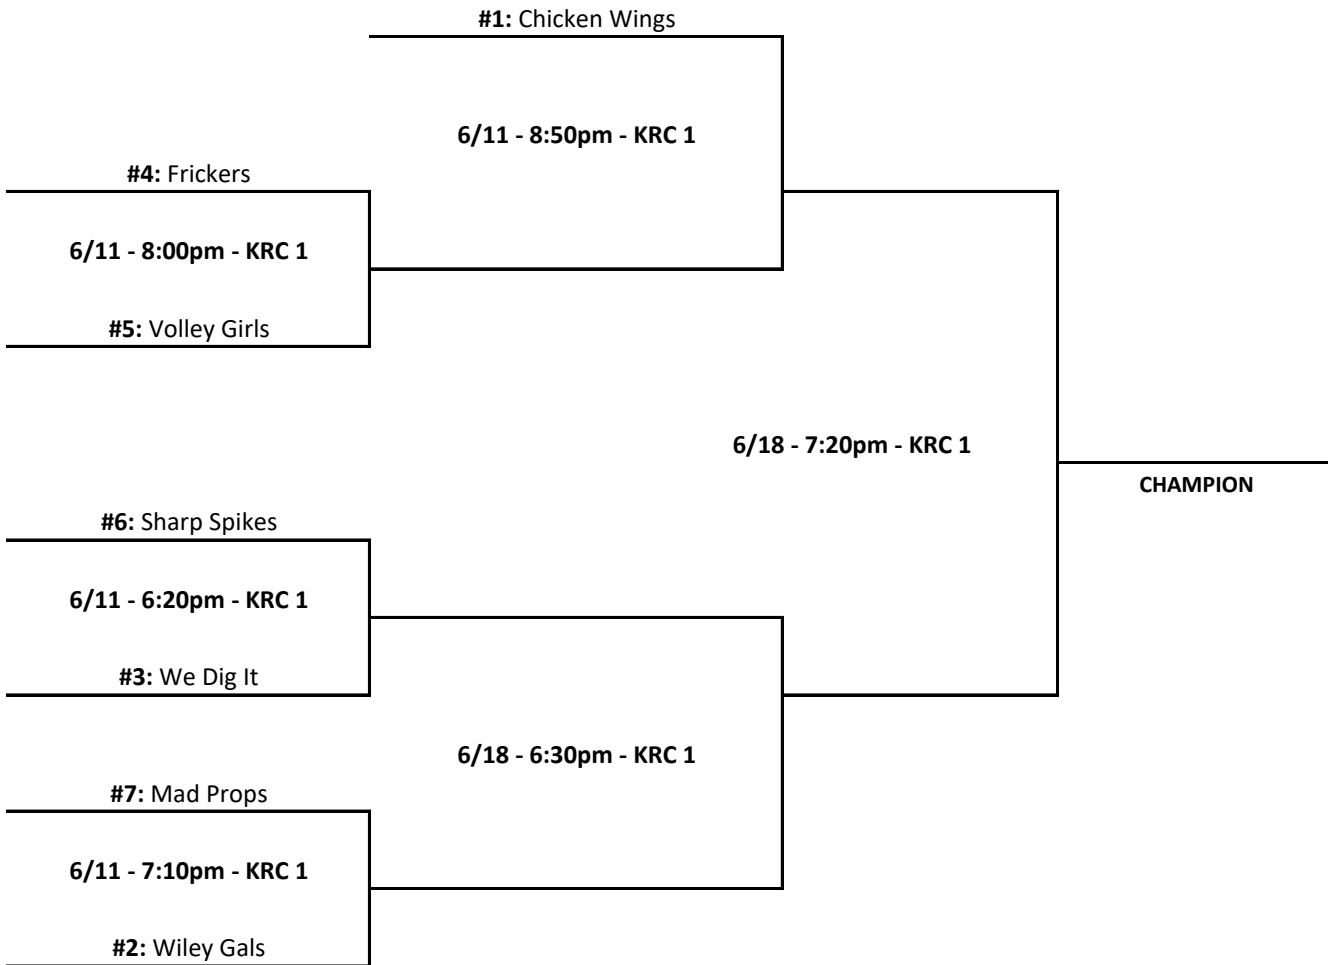 #1: Chicken Wings
6/11 - 8:50pm - KRC 1
#4: Frickers
6/11 - 8:00pm - KRC 1
#5: Volley Girls
6/18 - 7:20pm - KRC 1
CHAMPION
#6: Sharp Spikes
6/11 - 6:20pm - KRC 1
#3: We Dig It
6/18 - 6:30pm - KRC 1
#7: Mad Props
6/11 - 7:10pm - KRC 1
#2: Wiley Gals